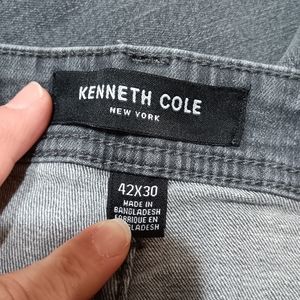 KENNETH COLE
NEW YORK
42X30
MADE IN
BANGLADESH
FABRIQUÉ EN
BANGLADESH